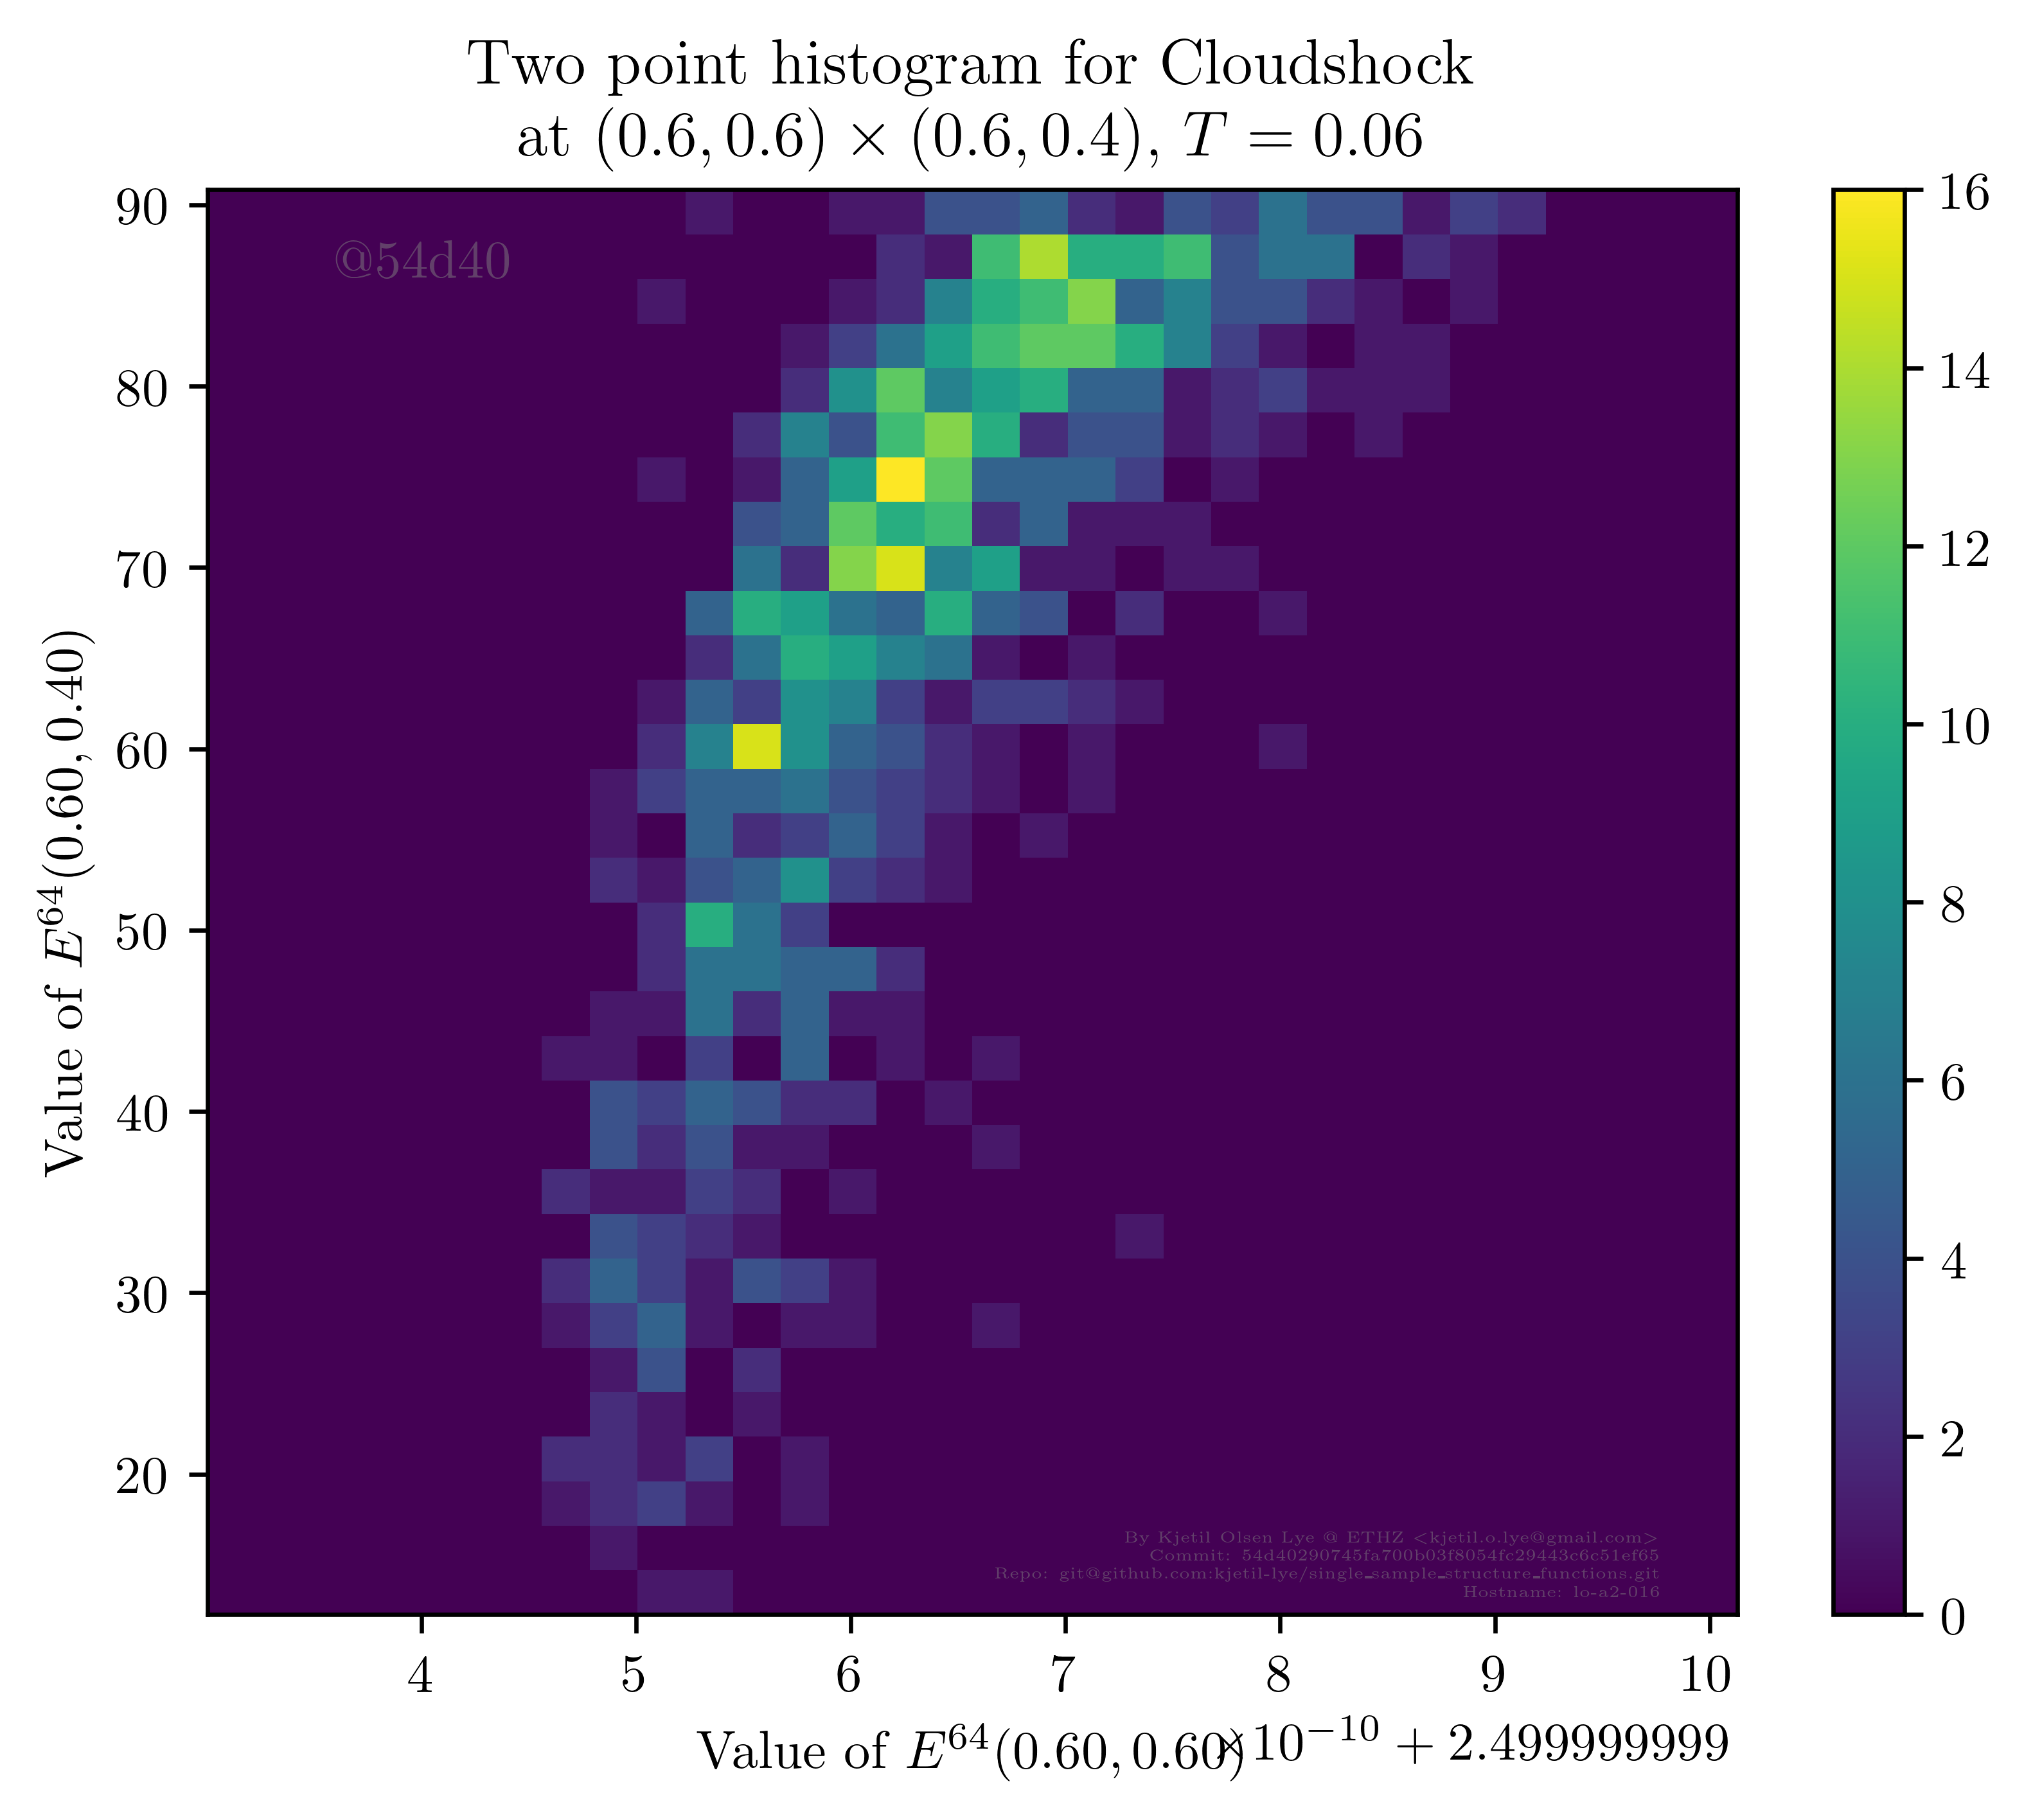 Two point histogram for Cloudshock
at (0.6, 0.6) × (0.6, 0.4), T = 0.06
@54d40
90
80
70
60
50
40
30
20
Value of E^64(0.60, 0.40)
16
14
12
10
8
6
4
2
0
By Kjetil Olsen Lye @ ETHZ <kjetil.o.lye@gmail.com>
Commit: 54d40290745fa700b03f8054fc29443c6c51ef65
Repo: git@github.com:kjetil-lye/single_sample_structure_functions.git
Hostname: lo-a2-016
4 5 6 7 8 9 10
Value of E^64(0.60, 0.60)
×10^−10 + 2.499999999